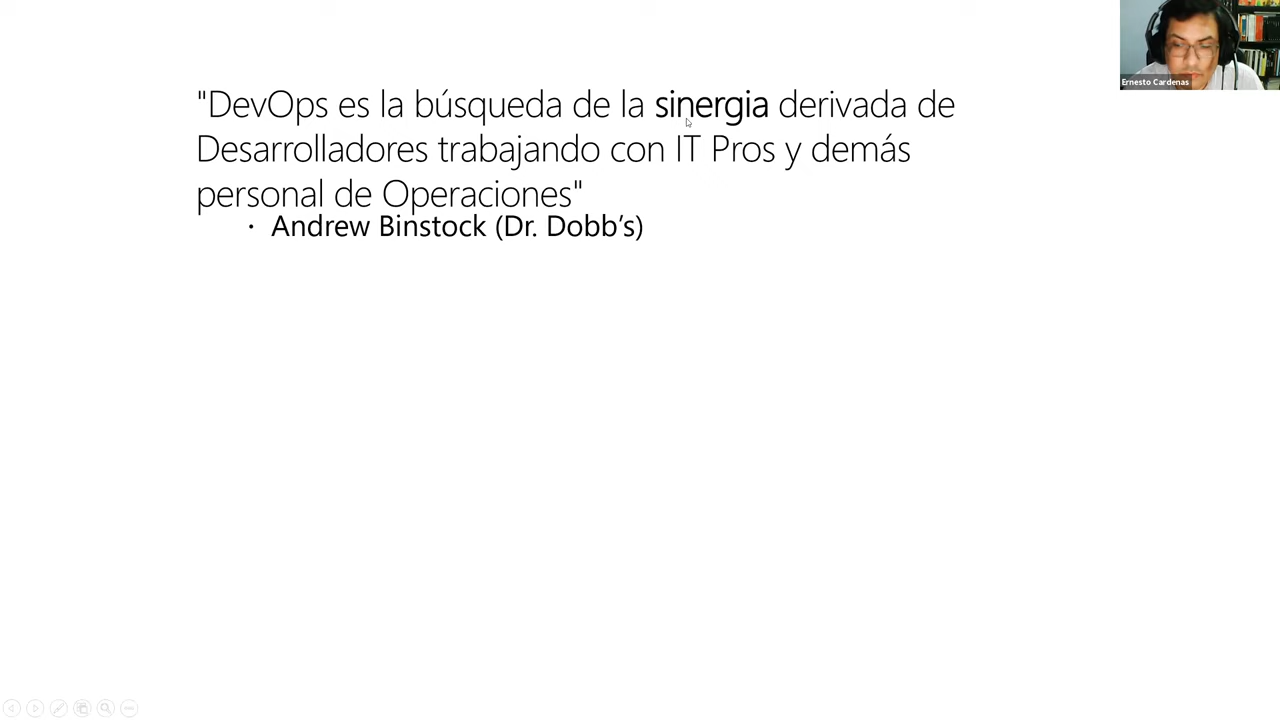 Ernesto Cardenas
"DevOps es la búsqueda de la sinergia derivada de
Desarrolladores trabajando con IT Pros y demás
personal de Operaciones"
· Andrew Binstock (Dr. Dobb’s)